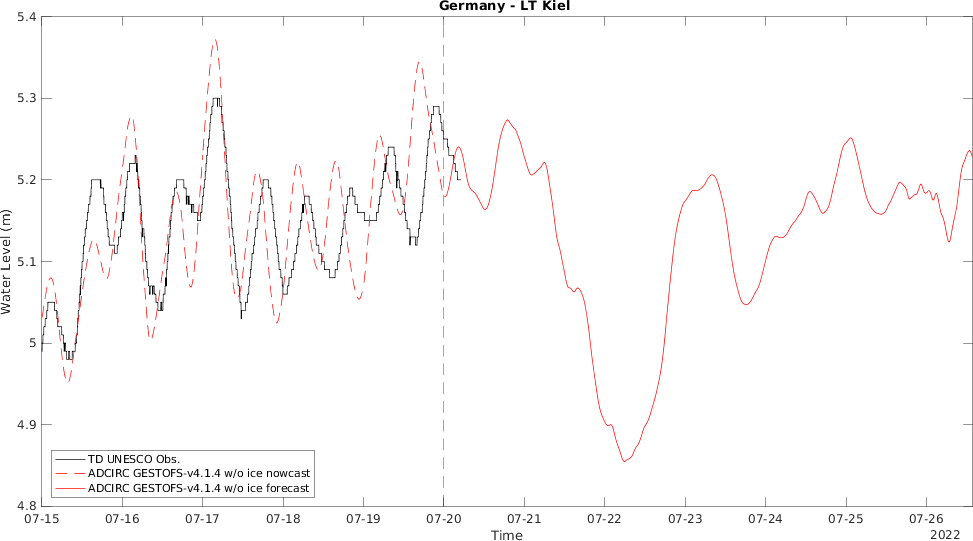 Germany - LT Kiel
5.4
5.3
5.2
5.1
5
4.9
4.8
Water Level (m)
TD UNESCO Obs.
ADCIRC GESTOFS-v4.1.4 w/o ice nowcast
ADCIRC GESTOFS-v4.1.4 w/o ice forecast
07-15 07-16 07-17 07-18 07-19 07-20 07-21 07-22 07-23 07-24 07-25 07-26
Time
2022